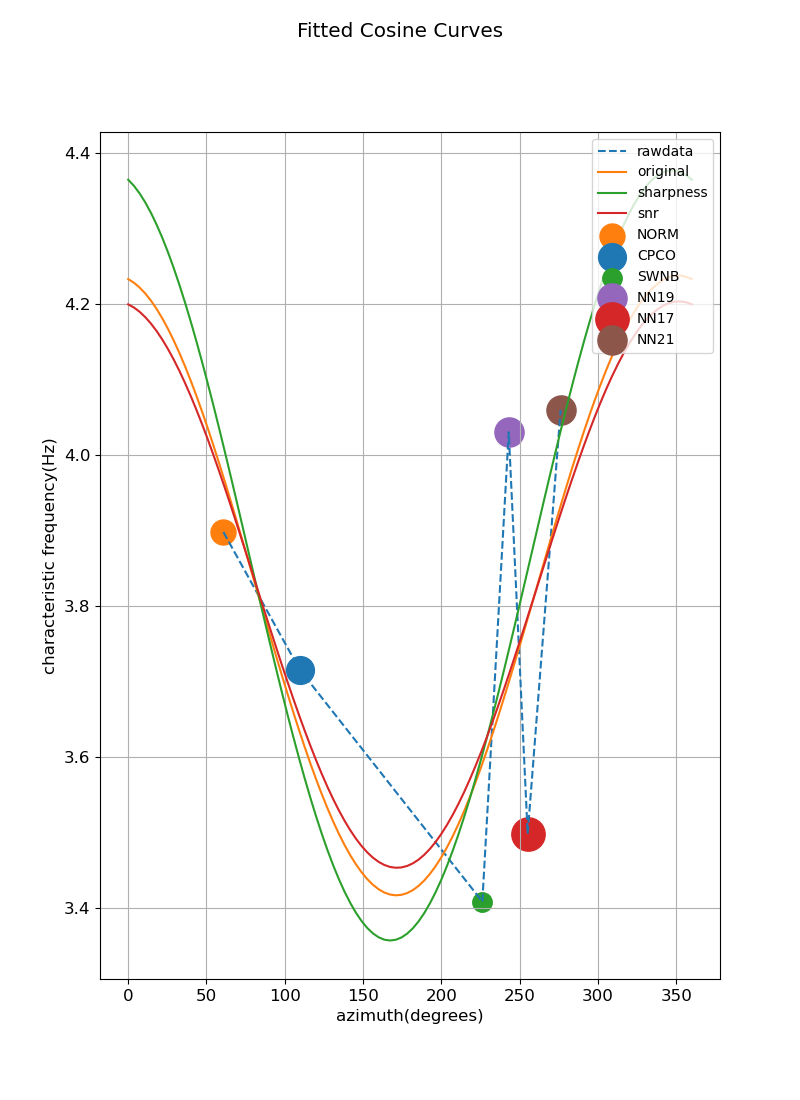 Fitted Cosine Curves
4.4
4.2
4.0
3.8
3.6
3.4
characteristic frequency(Hz)
rawdata
original
sharpness
snr
NORM
CPCO
SWNB
NN19
NN17
NN21
0 50 100 150 200 250 300 350
azimuth(degrees)